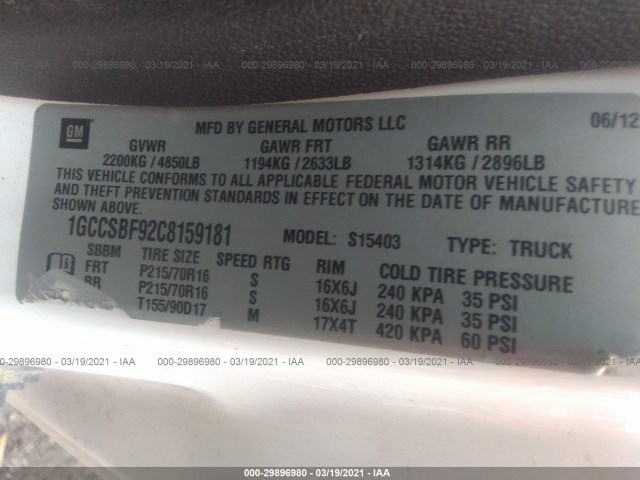 000-29896980 - 03/19/2021 - IAA 000-29896980 - 03/19/2021 - IAA 000-29896980 - 03/19/2021 - IAA
GM MFD BY GENERAL MOTORS LLC 06/12
GVWR GAWR FRT GAWR RR
2200KG / 4850LB 1194KG / 2633LB 1314KG / 2896LB
THIS VEHICLE CONFORMS TO ALL APPLICABLE FEDERAL MOTOR VEHICLE SAFETY
AND THEFT PREVENTION STANDARDS IN EFFECT ON THE DATE OF MANUFACTURE
SHOWN ABOVE.
1GCCSBF92C8159181 MODEL: S15403 TYPE: TRUCK
SBBM TIRE SIZE SPEED RTG RIM COLD TIRE PRESSURE
FRT P215/70R16 S 16X6J 240 KPA 35 PSI
RR P215/70R16 S 16X6J 240 KPA 35 PSI
T155/90D17 M 17X4T 420 KPA 60 PSI
000-29896980 - 03/19/2021 - IAA